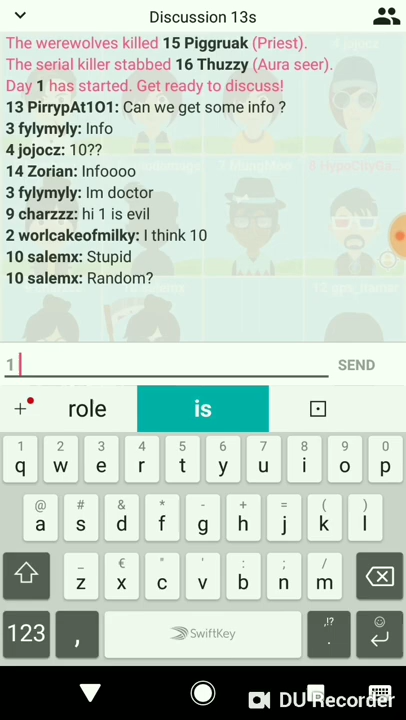 Discussion 13s
The werewolves killed 15 Piggruak (Priest).
The serial killer stabbed 16 Thuzzy (Aura seer).
Day 1 has started. Get ready to discuss!
13 PirrypAt1O1: Can we get some info ?
3 fylymyly: Info
4 jojocz: 10??
14 Zorian: Infoooo
3 fylymyly: Im doctor
9 charzzz: hi 1 is evil
2 worlcakeofmilky: I think 10
10 salemx: Stupid
10 salemx: Random?
1 SEND
+ role is
1 2 3 4 5 6 7 8 9 0
q w e r t y u i o p
@ # & * - + = ( )
a s d f g h j k l
_ € " ' : ; /
z x c v b n m
123 , SwiftKey ,!? .
DU Recorder